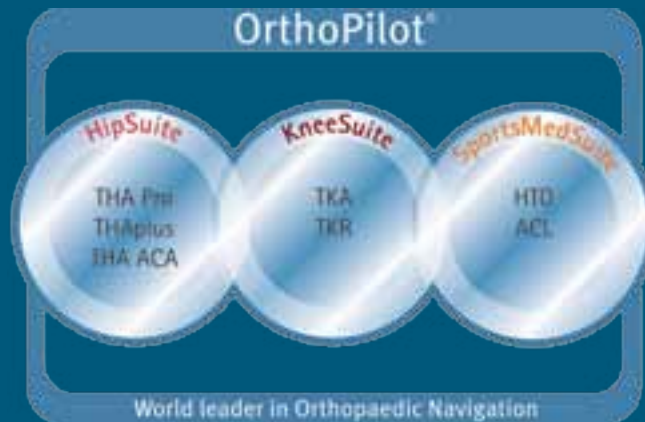 OrthoPilot®
HipSuite
THA Pro
THAplus
THA ACA
KneeSuite
TKA
TKR
SportsMedSuite
HTO
ACL
World leader in Orthopaedic Navigation